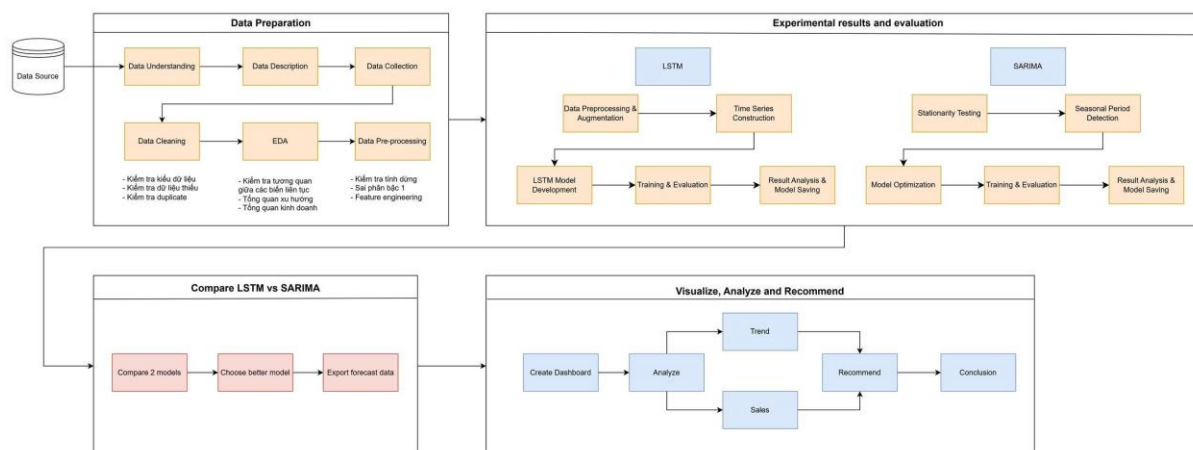 Data Preparation
Data Source
Data Understanding
Data Description
Data Collection
Data Cleaning
EDA
Data Pre-processing
- Kiểm tra kiểu dữ liệu
- Kiểm tra dữ liệu thiếu
- Kiểm tra duplicate
- Kiểm tra tương quan
giữa các biến liên tục
- Tổng quan xu hướng
- Tổng quan kinh doanh
- Kiểm tra tính dừng
- Sai phân bậc 1
- Feature engineering
Experimental results and evaluation
LSTM
Data Preprocessing &
Augmentation
Time Series
Construction
LSTM Model
Development
Training & Evaluation
Result Analysis &
Model Saving
SARIMA
Stationarity Testing
Seasonal Period
Detection
Model Optimization
Training & Evaluation
Result Analysis &
Model Saving
Compare LSTM vs SARIMA
Compare 2 models
Choose better model
Export forecast data
Visualize, Analyze and Recommend
Create Dashboard
Analyze
Trend
Sales
Recommend
Conclusion